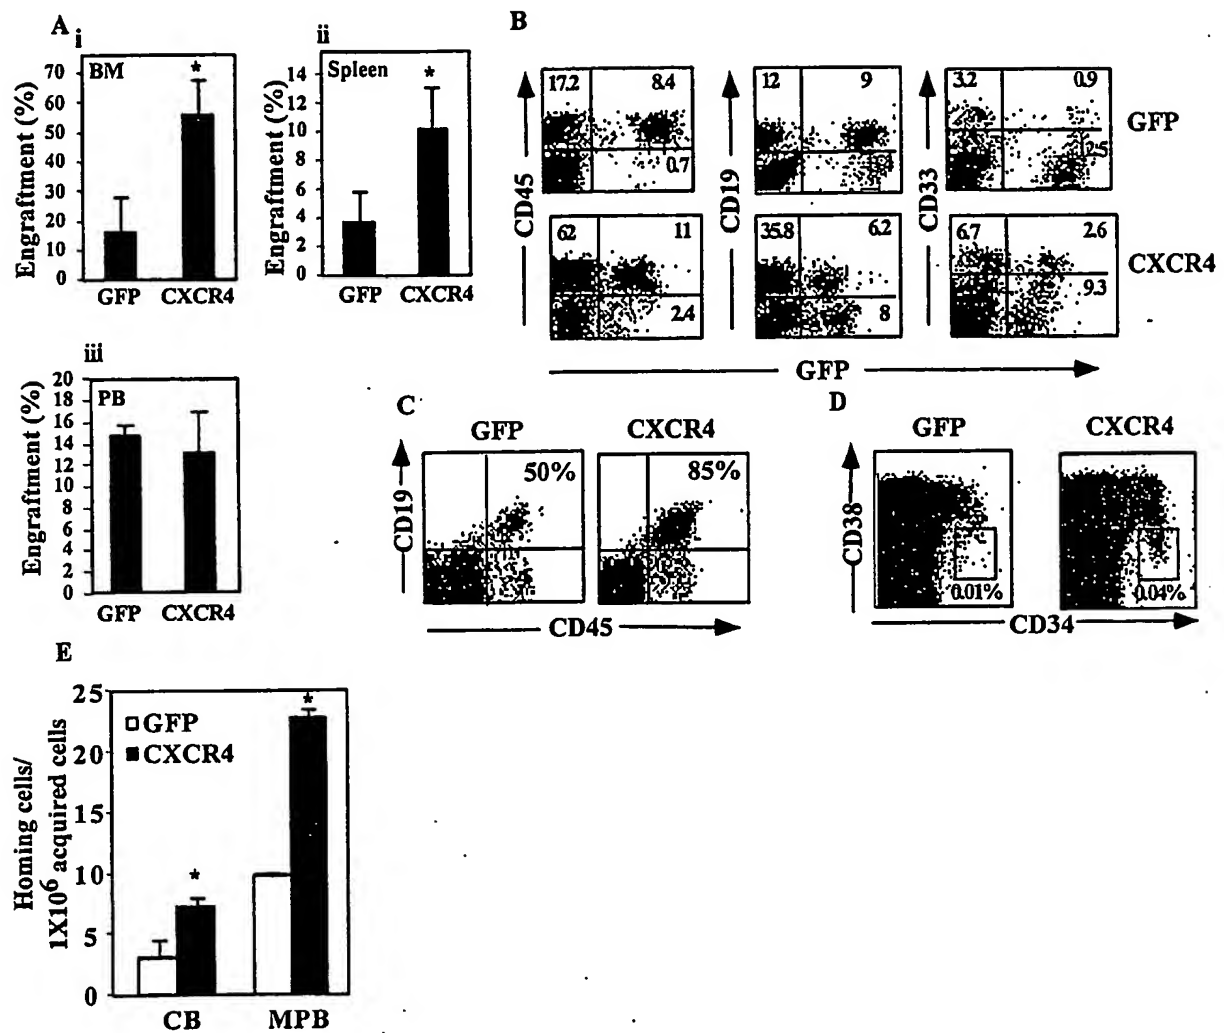 A
i
BM
*
Engraftment (%)
70
60
50
40
30
20
10
0
GFP CXCR4
ii
Spleen
*
Engraftment (%)
14
12
10
8
6
4
2
0
GFP CXCR4
iii
PB
Engraftment (%)
20
18
16
14
12
10
8
6
4
2
0
GFP CXCR4
B
CD45
CD19
CD33
17.2 8.4
0.7
12 9
3.2 0.9
GFP
62 11
2.4
35.8 6.2
8
6.7 2.6
9.3
CXCR4
GFP
C
GFP CXCR4
CD19
50% 85%
CD45
D
GFP CXCR4
CD38
0.01% 0.04%
CD34
E
Homing cells/
1X10⁶ acquired cells
25
20
15
10
5
0
GFP
CXCR4
*
*
CB MPB